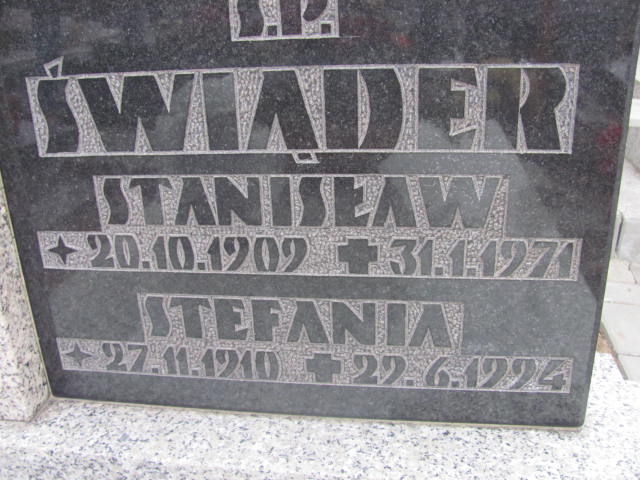 Ś.P.
ŚWIĄDER
STANISŁAW
20.10.1909 31.1.1971
STEFANIA
27.11.1910 29.6.1994